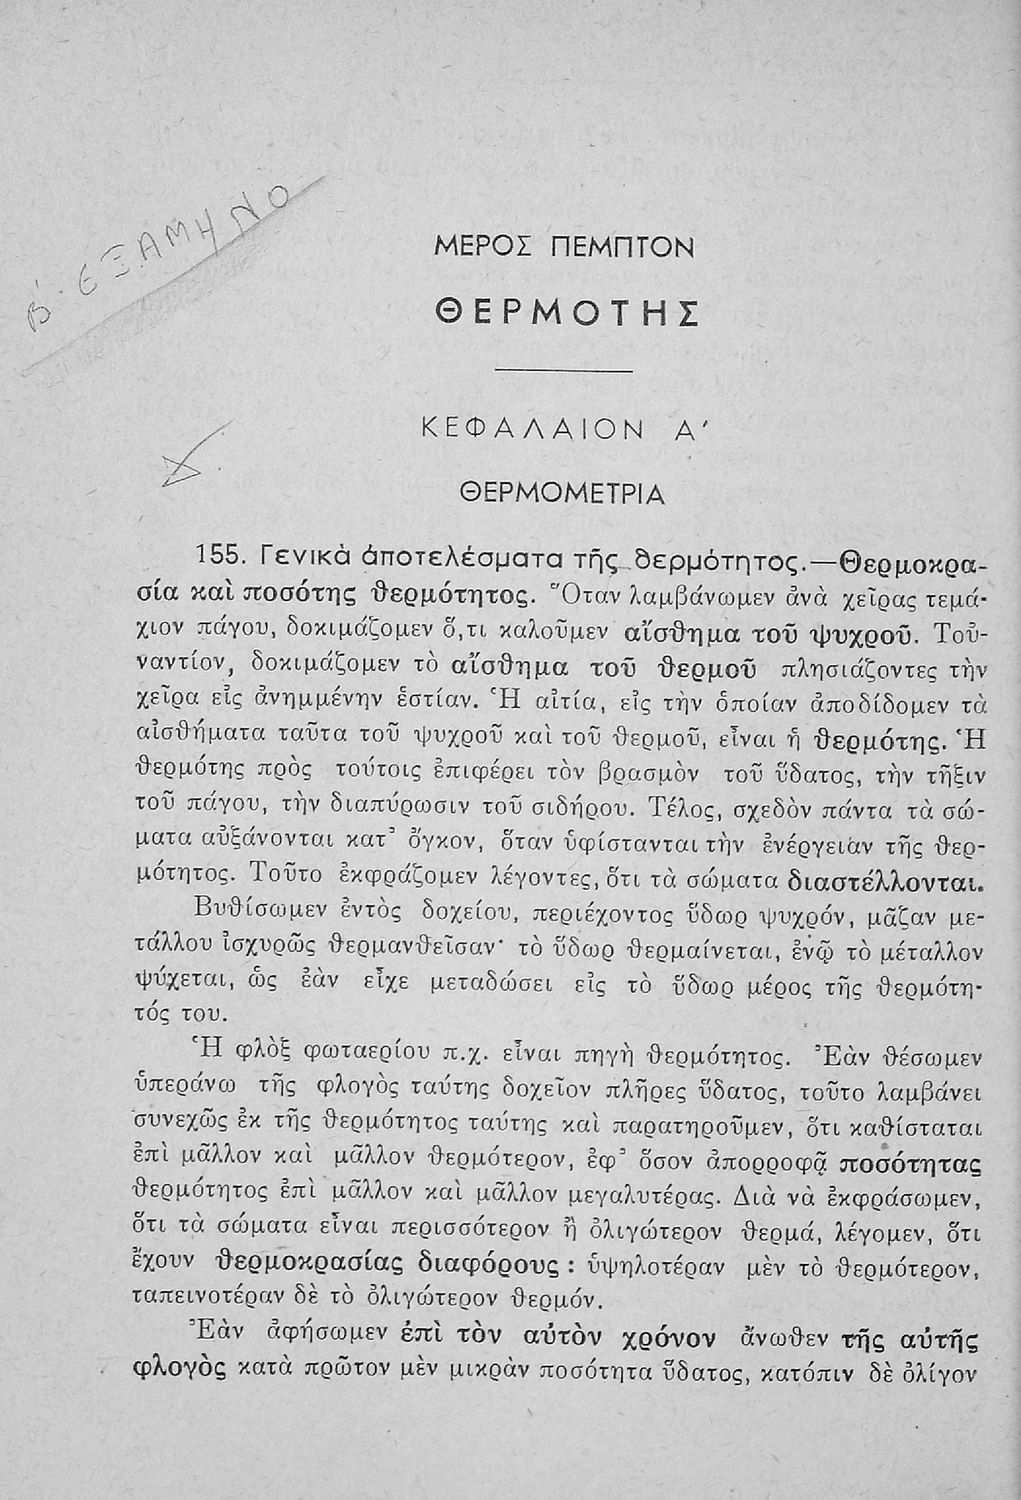 Β΄. ΕΞΑΜΗΝΟ
ΜΕΡΟΣ ΠΕΜΠΤΟΝ
ΘΕΡΜΟΤΗΣ
ΚΕΦΑΛΑΙΟΝ Α′
ΘΕΡΜΟΜΕΤΡΙΑ
155. Γενικὰ ἀποτελέσματα τῆς θερμότητος.—Θερμοκρα-
σία καὶ ποσότης θερμότητος. Ὅταν λαμβάνωμεν ἀνὰ χεῖρας τεμά-
χιον πάγου, δοκιμάζομεν ὅ,τι καλοῦμεν αἴσθημα τοῦ ψυχροῦ. Τοὐ-
ναντίον, δοκιμάζομεν τὸ αἴσθημα τοῦ θερμοῦ πλησιάζοντες τὴν
χεῖρα εἰς ἀνημμένην ἑστίαν. Ἡ αἰτία, εἰς τὴν ὁποίαν ἀποδίδομεν τὰ
αἰσθήματα ταῦτα τοῦ ψυχροῦ καὶ τοῦ θερμοῦ, εἶναι ἡ θερμότης. Ἡ
θερμότης πρὸς τούτοις ἐπιφέρει τὸν βρασμὸν τοῦ ὕδατος, τὴν τῆξιν
τοῦ πάγου, τὴν διαπύρωσιν τοῦ σιδήρου. Τέλος, σχεδὸν πάντα τὰ σώ-
ματα αὐξάνονται κατ᾽ ὄγκον, ὅταν ὑφίστανται τὴν ἐνέργειαν τῆς θερ-
μότητος. Τοῦτο ἐκφράζομεν λέγοντες, ὅτι τὰ σώματα διαστέλλονται.
Βυθίσωμεν ἐντὸς δοχείου, περιέχοντος ὕδωρ ψυχρόν, μᾶζαν με-
τάλλου ἰσχυρῶς θερμανθεῖσαν· τὸ ὕδωρ θερμαίνεται, ἐνῷ τὸ μέταλλον
ψύχεται, ὡς ἐὰν εἶχε μεταδώσει εἰς τὸ ὕδωρ μέρος τῆς θερμότη-
τός του.
Ἡ φλὸξ φωταερίου π.χ. εἶναι πηγὴ θερμότητος. Ἐὰν θέσωμεν
ὑπεράνω τῆς φλογὸς ταύτης δοχεῖον πλῆρες ὕδατος, τοῦτο λαμβάνει
συνεχῶς ἐκ τῆς θερμότητος ταύτης καὶ παρατηροῦμεν, ὅτι καθίσταται
ἐπὶ μᾶλλον καὶ μᾶλλον θερμότερον, ἐφ᾽ ὅσον ἀπορροφᾷ ποσότητας
θερμότητος ἐπὶ μᾶλλον καὶ μᾶλλον μεγαλυτέρας. Διὰ νὰ ἐκφράσωμεν,
ὅτι τὰ σώματα εἶναι περισσότερον ἢ ὀλιγώτερον θερμά, λέγομεν, ὅτι
ἔχουν θερμοκρασίας διαφόρους : ὑψηλοτέραν μὲν τὸ θερμότερον,
ταπεινοτέραν δὲ τὸ ὀλιγώτερον θερμόν.
Ἐὰν ἀφήσωμεν ἐπὶ τὸν αὐτὸν χρόνον ἄνωθεν τῆς αὐτῆς
φλογὸς κατὰ πρῶτον μὲν μικρὰν ποσότητα ὕδατος, κατόπιν δὲ ὀλίγον